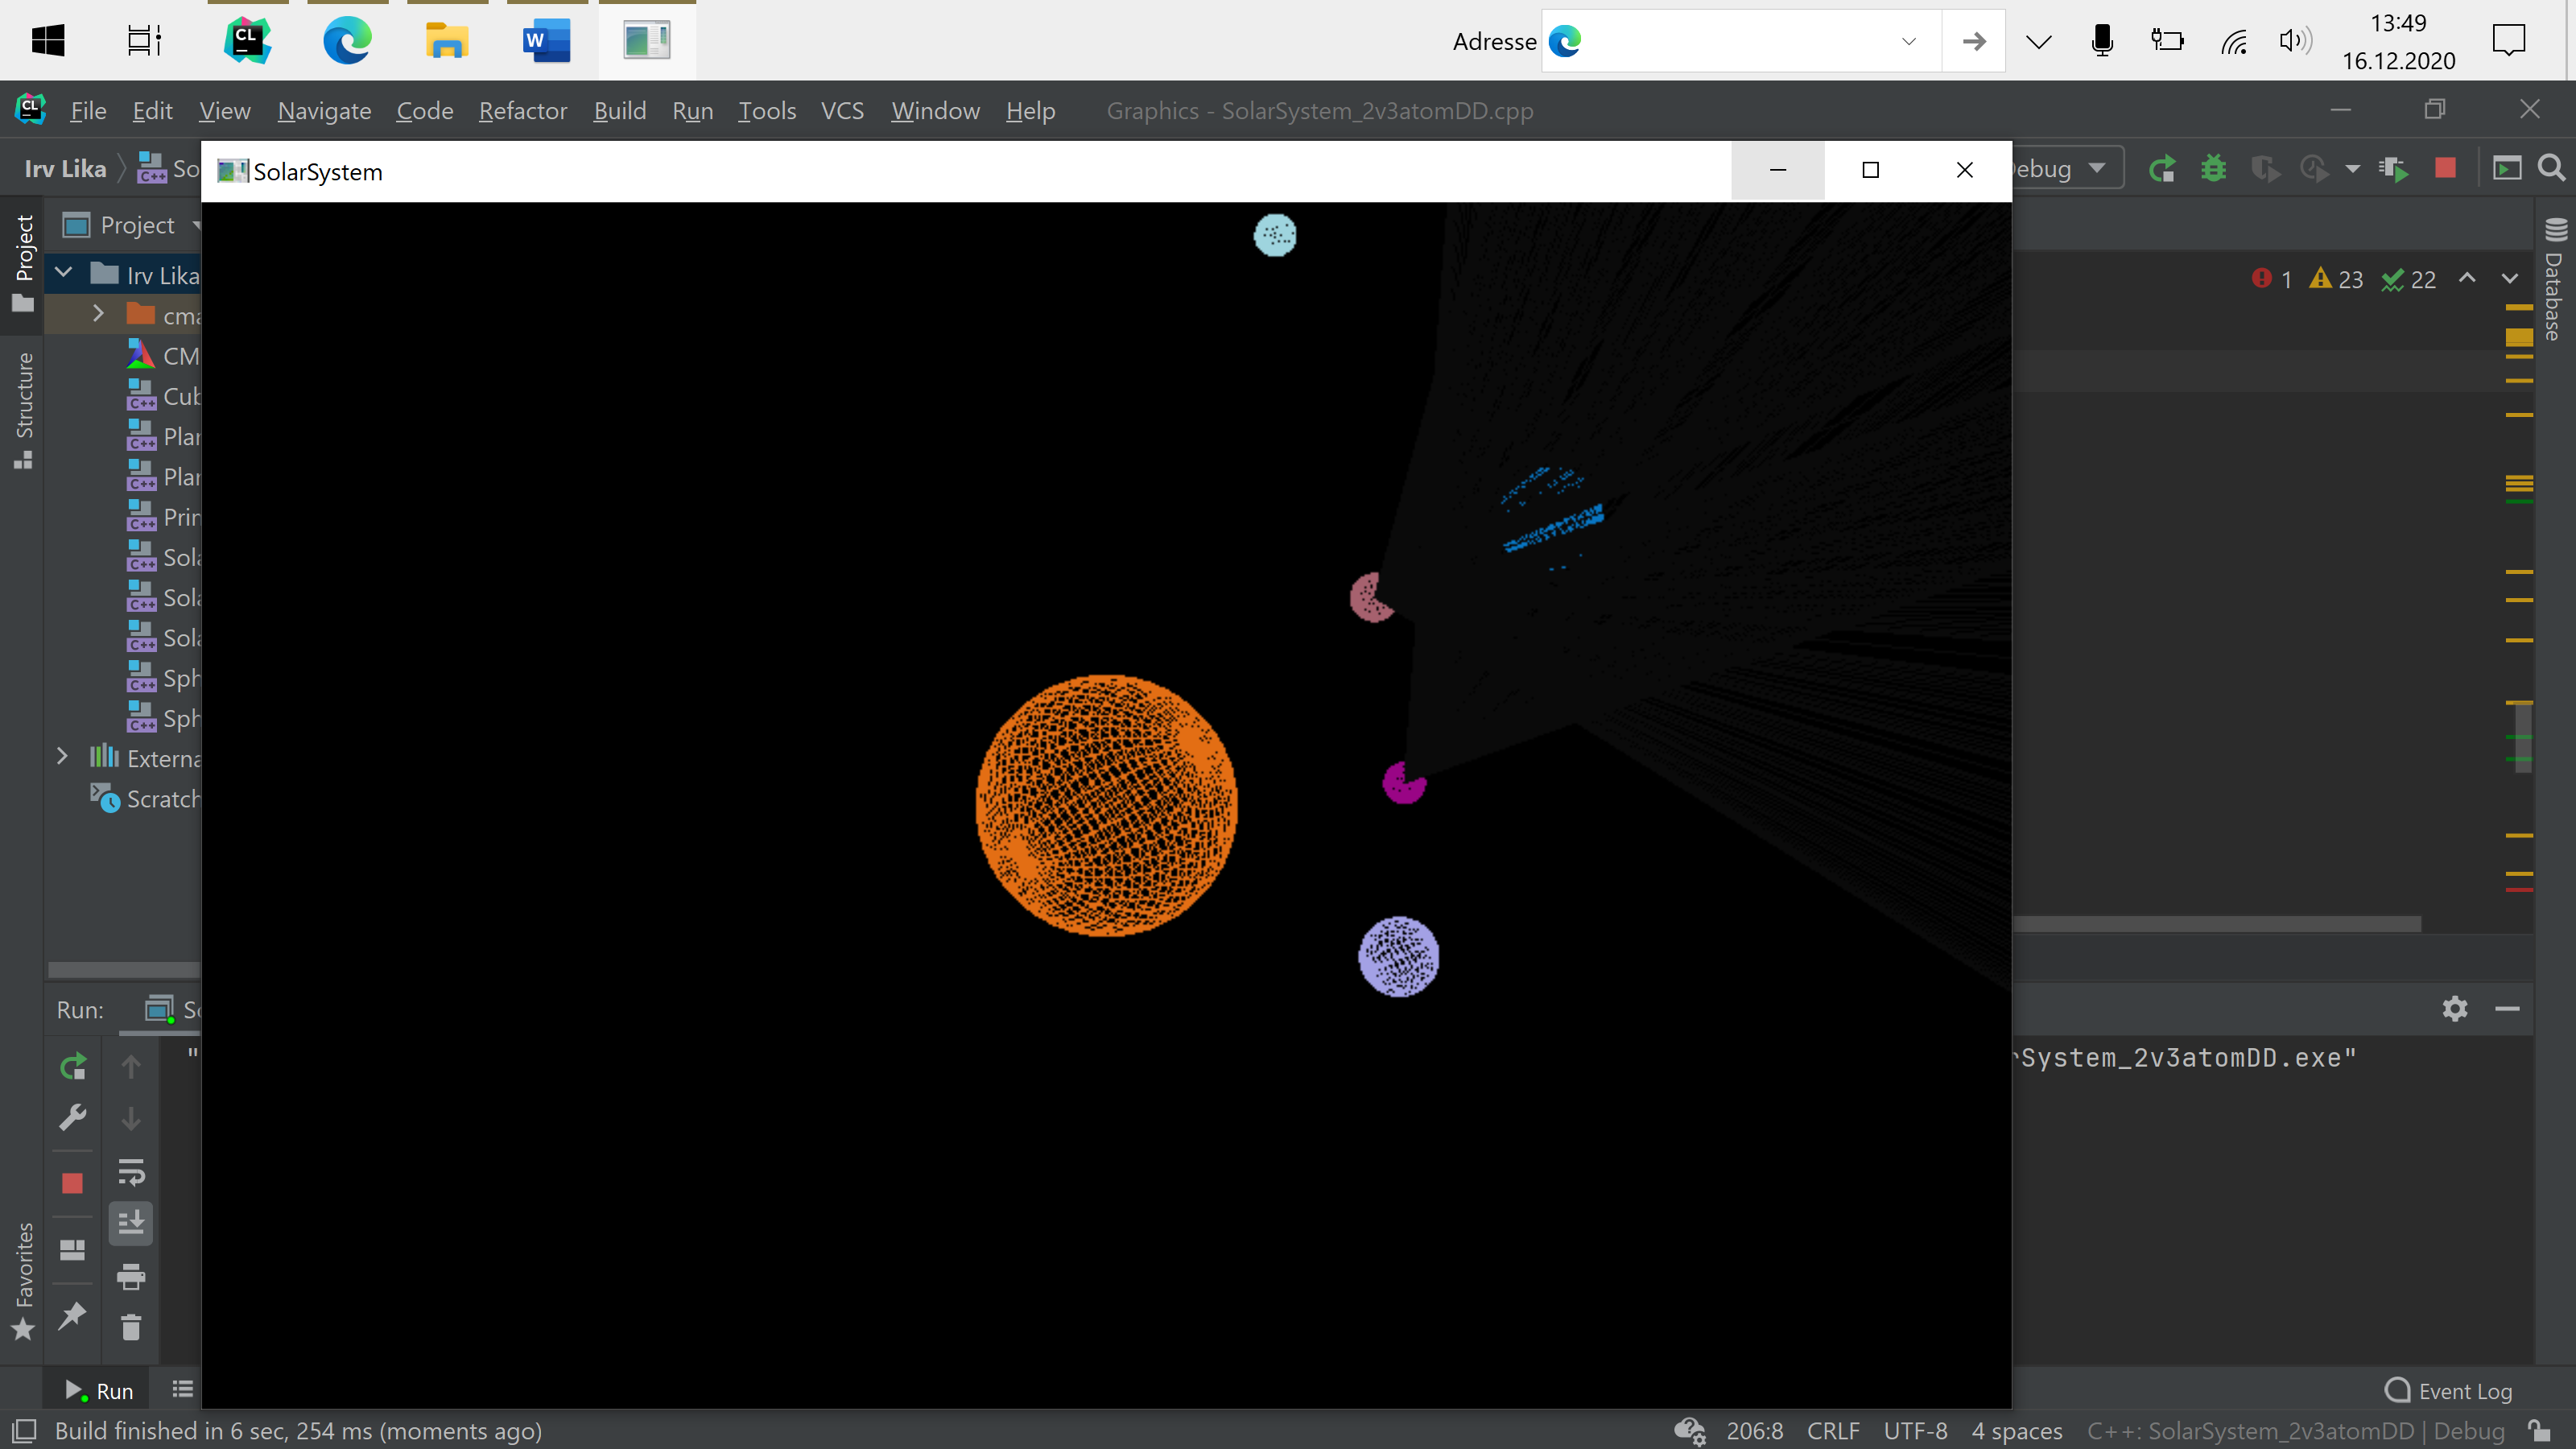 CL
W
Adresse
13:49
16.12.2020
CL File Edit View Navigate Code Refactor Build Run Tools VCS Window Help Graphics - SolarSystem_2v3atomDD.cpp
Irv Lika So
SolarSystem
ebug
Project
Project
Irv Lika
cma
CM
Cub
Plan
Plan
Prin
Sola
Sola
Sola
Sph
Sph
Externa
Scratch
Structure
Favorites
1 23 22
Database
Run: So
"
rSystem_2v3atomDD.exe"
Run
Event Log
Build finished in 6 sec, 254 ms (moments ago)
206:8 CRLF UTF-8 4 spaces C++: SolarSystem_2v3atomDD | Debug